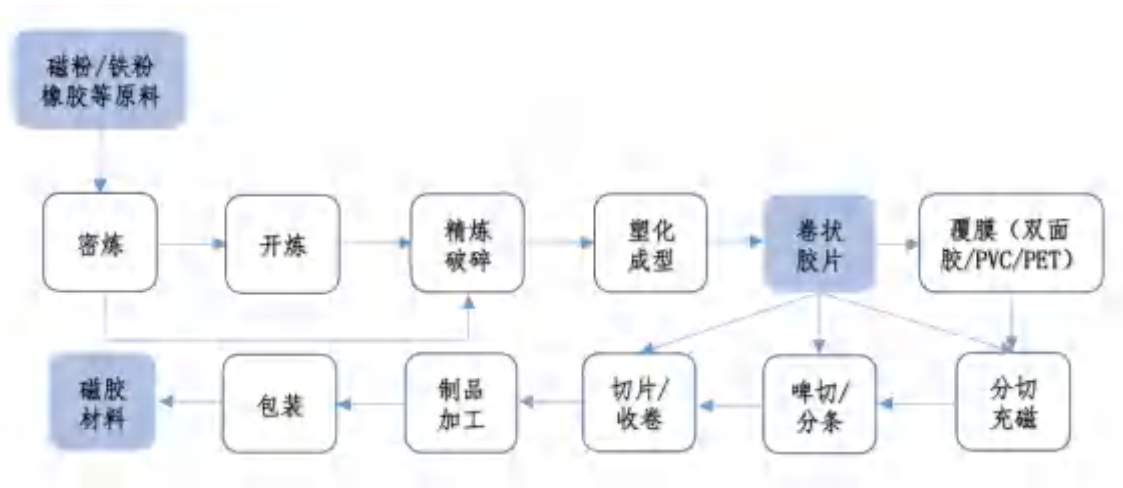 磁粉/铁粉
橡胶等原料
密炼
开炼
精炼
破碎
塑化
成型
卷状
胶片
覆膜（双面
胶/PVC/PET）
磁胶
材料
包装
制品
加工
切片/
收卷
啤切/
分条
分切
充磁